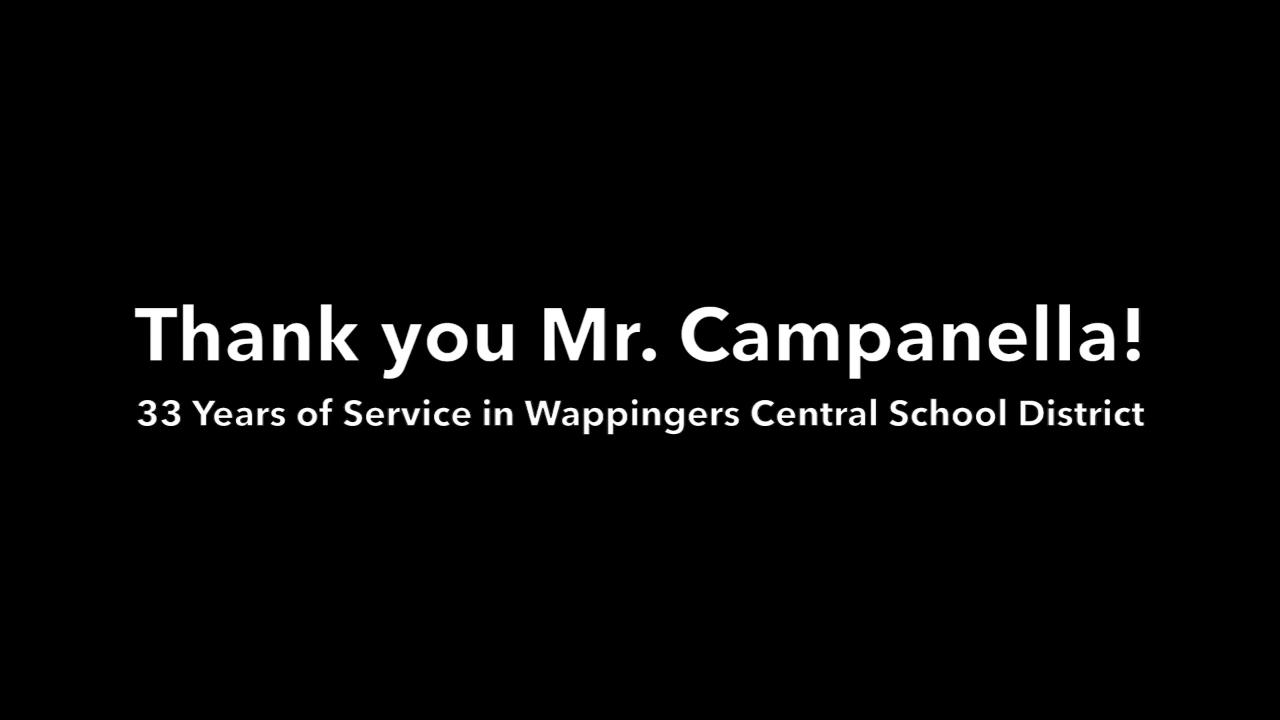 Thank you Mr. Campanella!
33 Years of Service in Wappingers Central School District